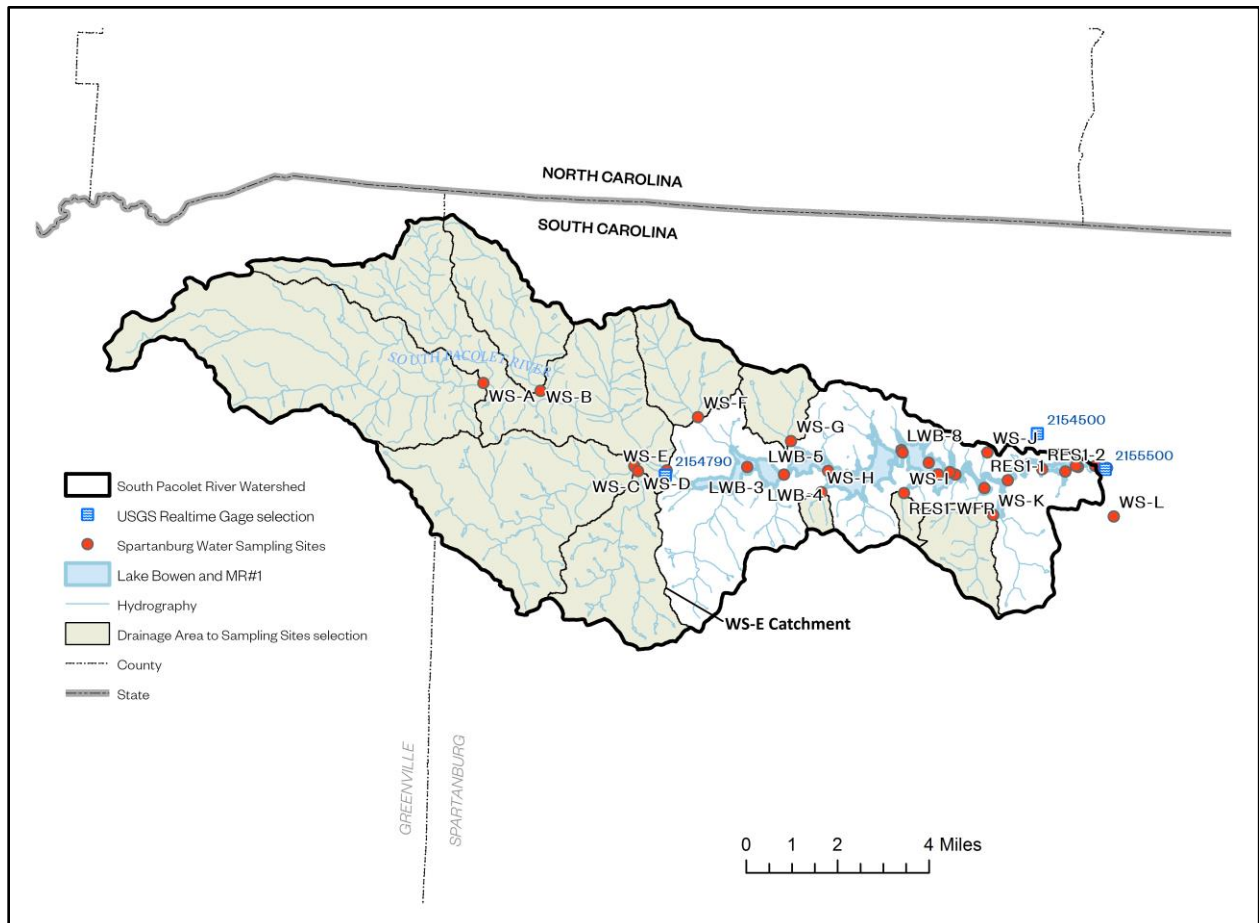 NORTH CAROLINA
SOUTH CAROLINA
SOUTH PACOLET RIVER
WS-A
WS-B
WS-F
WS-G
WS-E
2154790
WS-C
WS-D
LWB-3
LWB-5
LWB-4
WS-H
LWB-8
WS-I
WS-J
2154500
RES1-1
RES1-2
2155500
RES1-WFR
WS-K
WS-L
WS-E Catchment
South Pacolet River Watershed
USGS Realtime Gage selection
Spartanburg Water Sampling Sites
Lake Bowen and MR#1
Hydrography
Drainage Area to Sampling Sites selection
County
State
GREENVILLE
SPARTANBURG
0 1 2 4 Miles